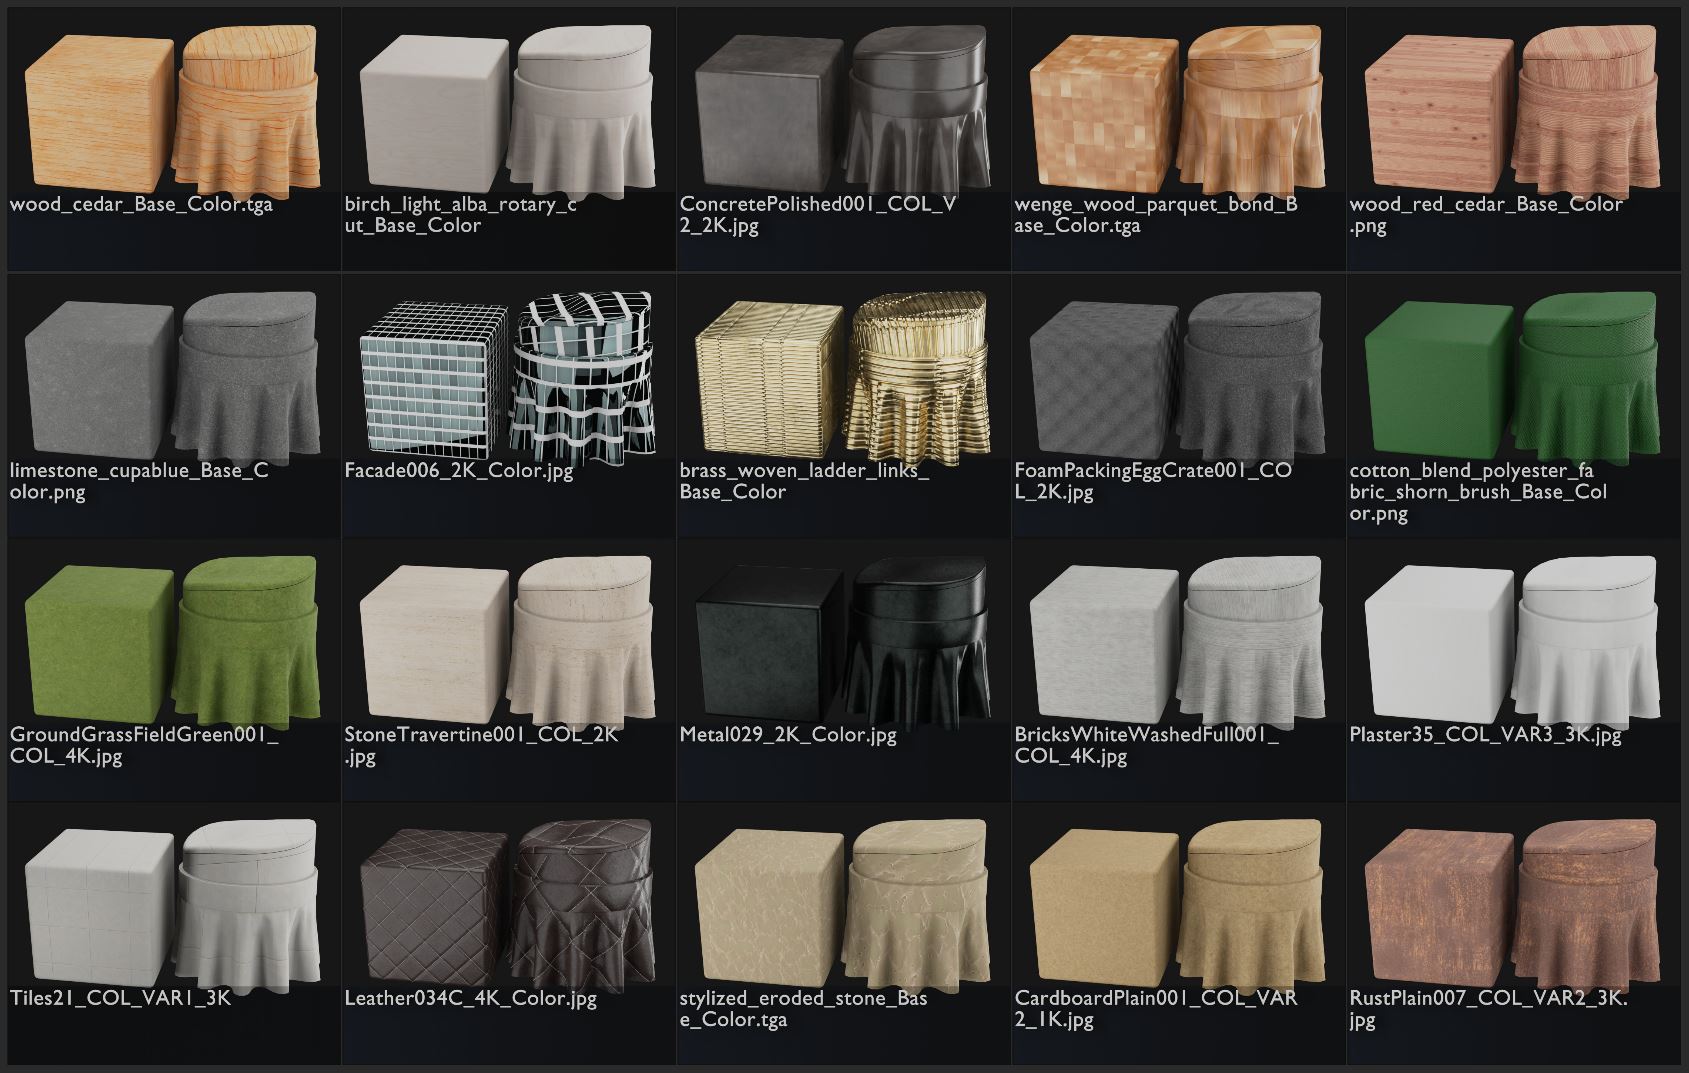 wood_cedar_Base_Color.tga
birch_light_alba_rotary_c
ut_Base_Color
ConcretePolished001_COL_V
2_2K.jpg
wenge_wood_parquet_bond_B
ase_Color.tga
wood_red_cedar_Base_Color
.png
limestone_cupablue_Base_C
olor.png
Facade006_2K_Color.jpg
brass_woven_ladder_links_
Base_Color
FoamPackingEggCrate001_CO
L_2K.jpg
cotton_blend_polyester_fa
bric_shorn_brush_Base_Col
or.png
GroundGrassFieldGreen001_
COL_4K.jpg
StoneTravertine001_COL_2K
.jpg
Metal029_2K_Color.jpg
BricksWhiteWashedFull001_
COL_4K.jpg
Plaster35_COL_VAR3_3K.jpg
Tiles21_COL_VAR1_3K
Leather034C_4K_Color.jpg
stylized_eroded_stone_Bas
e_Color.tga
CardboardPlain001_COL_VAR
2_1K.jpg
RustPlain007_COL_VAR2_3K.
jpg